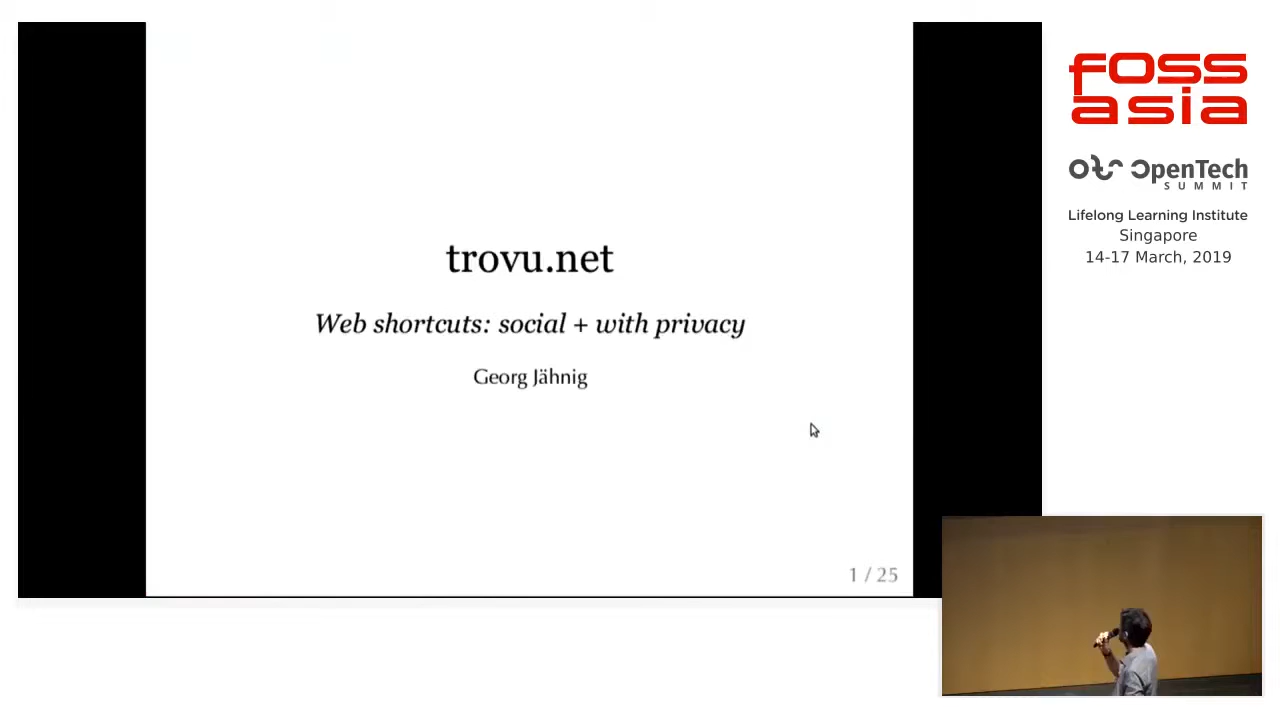 trovu.net
Web shortcuts: social + with privacy
Georg Jähnig
1 / 25
FOSS
asia
OTS OpenTech
SUMMIT
Lifelong Learning Institute
Singapore
14-17 March, 2019